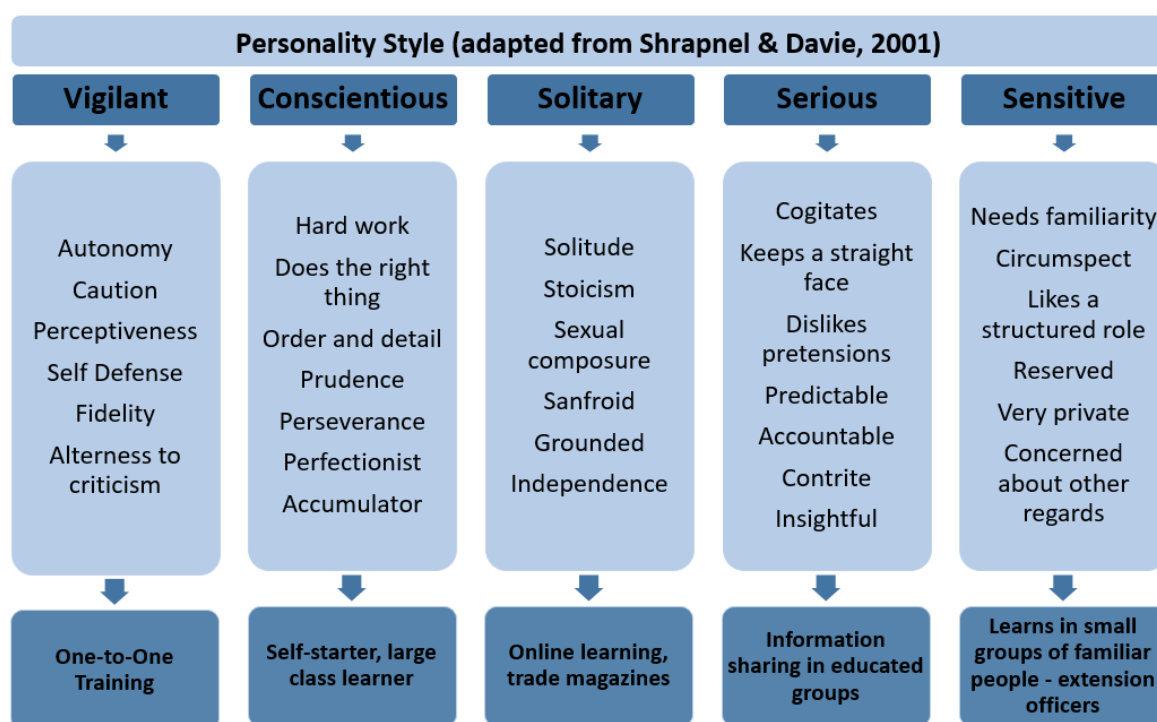 Personality Style (adapted from Shrapnel & Davie, 2001)
Vigilant
Autonomy
Caution
Perceptiveness
Self Defense
Fidelity
Alterness to
criticism
One-to-One
Training
Conscientious
Hard work
Does the right
thing
Order and detail
Prudence
Perseverance
Perfectionist
Accumulator
Self-starter, large
class learner
Solitary
Solitude
Stoicism
Sexual
composure
Sanfroid
Grounded
Independence
Online learning,
trade magazines
Serious
Cogitates
Keeps a straight
face
Dislikes
pretensions
Predictable
Accountable
Contrite
Insightful
Information
sharing in educated
groups
Sensitive
Needs familiarity
Circumspect
Likes a
structured role
Reserved
Very private
Concerned
about other
regards
Learns in small
groups of familiar
people - extension
officers